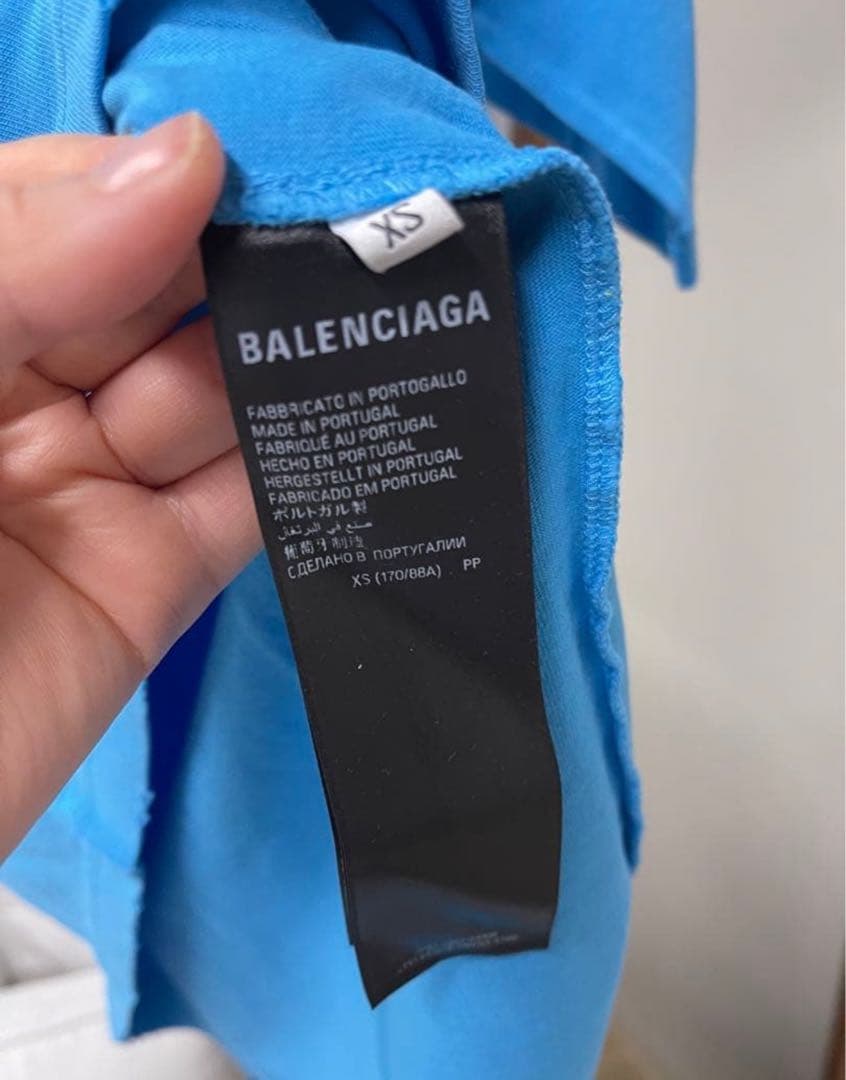 XS
BALENCIAGA
FABBRICATO IN PORTOGALLO
MADE IN PORTUGAL
FABRIQUÉ AU PORTUGAL
HECHO EN PORTUGAL
HERGESTELLT IN PORTUGAL
FABRICADO EM PORTUGAL
ポルトガル製
صنع في البرتغال
葡萄牙制造
СДЕЛАНО В ПОРТУГАЛИИ
XS (170/88A) PP